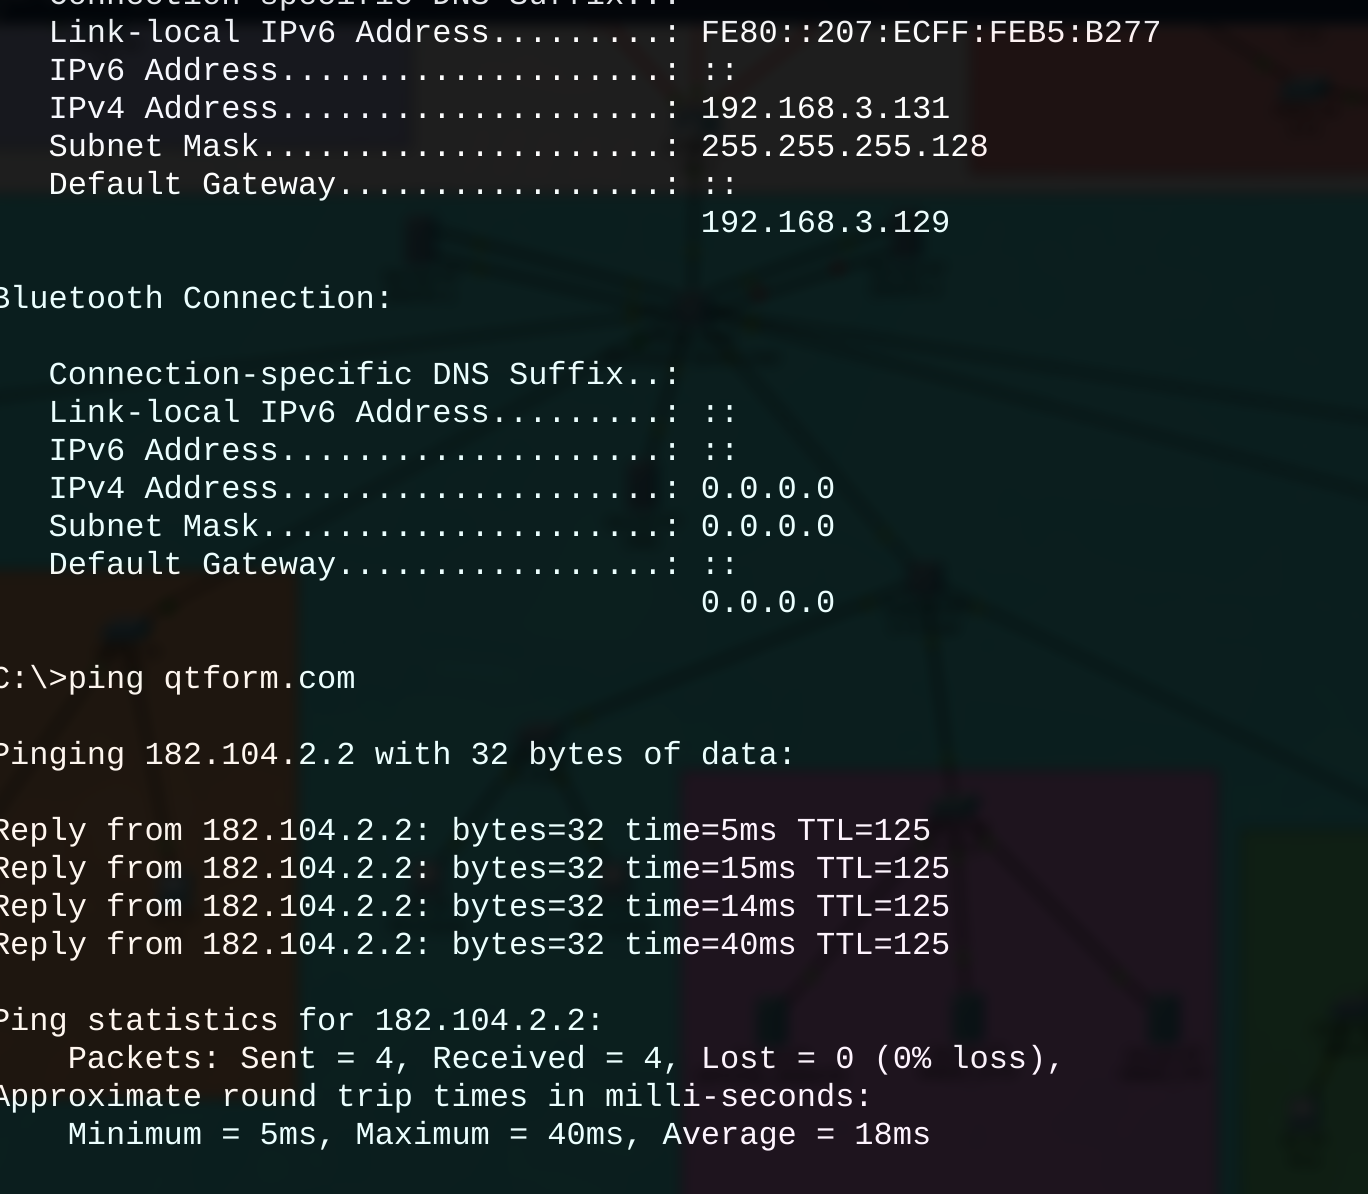 Connection-specific DNS Suffix..:
Link-local IPv6 Address.........: FE80::207:ECFF:FEB5:B277
IPv6 Address....................: ::
IPv4 Address....................: 192.168.3.131
Subnet Mask.....................: 255.255.255.128
Default Gateway.................: ::
192.168.3.129
Bluetooth Connection:
Connection-specific DNS Suffix..:
Link-local IPv6 Address.........: ::
IPv6 Address....................: ::
IPv4 Address....................: 0.0.0.0
Subnet Mask.....................: 0.0.0.0
Default Gateway.................: ::
0.0.0.0
C:\>ping qtform.com
Pinging 182.104.2.2 with 32 bytes of data:
Reply from 182.104.2.2: bytes=32 time=5ms TTL=125
Reply from 182.104.2.2: bytes=32 time=15ms TTL=125
Reply from 182.104.2.2: bytes=32 time=14ms TTL=125
Reply from 182.104.2.2: bytes=32 time=40ms TTL=125
Ping statistics for 182.104.2.2:
Packets: Sent = 4, Received = 4, Lost = 0 (0% loss),
Approximate round trip times in milli-seconds:
Minimum = 5ms, Maximum = 40ms, Average = 18ms